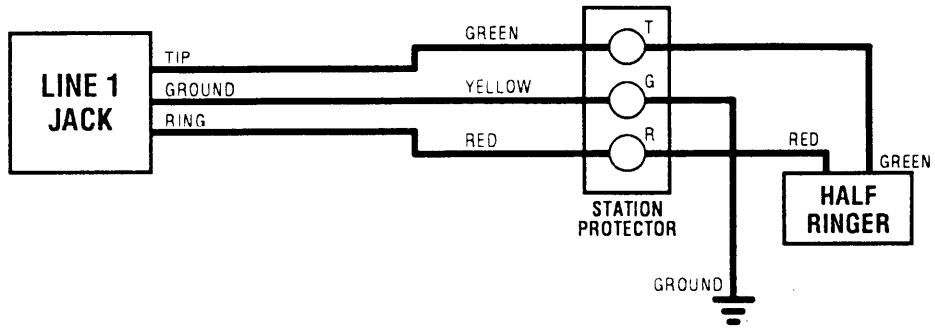 LINE 1
JACK
TIP
GROUND
RING
GREEN
YELLOW
RED
T
G
R
STATION
PROTECTOR
RED
GREEN
HALF
RINGER
GROUND